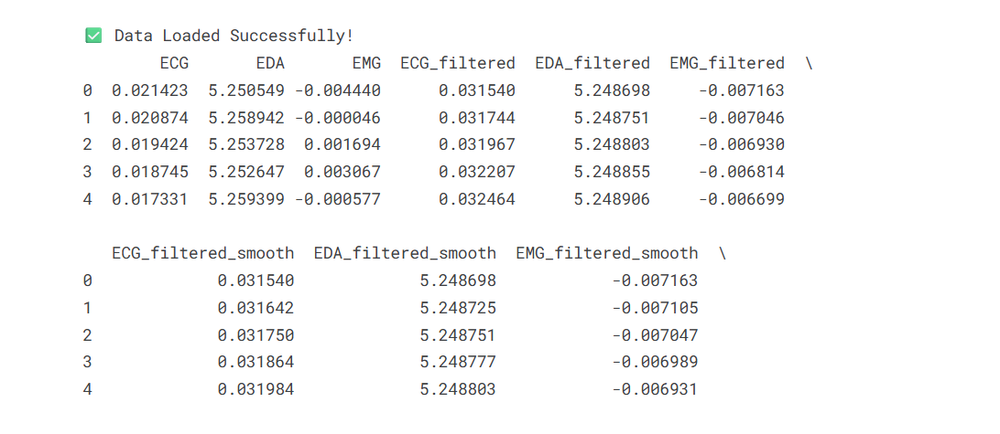 ✅ Data Loaded Successfully!
ECG EDA EMG ECG_filtered EDA_filtered EMG_filtered \
0 0.021423 5.250549 -0.004440 0.031540 5.248698 -0.007163
1 0.020874 5.258942 -0.000046 0.031744 5.248751 -0.007046
2 0.019424 5.253728 0.001694 0.031967 5.248803 -0.006930
3 0.018745 5.252647 0.003067 0.032207 5.248855 -0.006814
4 0.017331 5.259399 -0.000577 0.032464 5.248906 -0.006699
ECG_filtered_smooth EDA_filtered_smooth EMG_filtered_smooth \
0 0.031540 5.248698 -0.007163
1 0.031642 5.248725 -0.007105
2 0.031750 5.248751 -0.007047
3 0.031864 5.248777 -0.006989
4 0.031984 5.248803 -0.006931